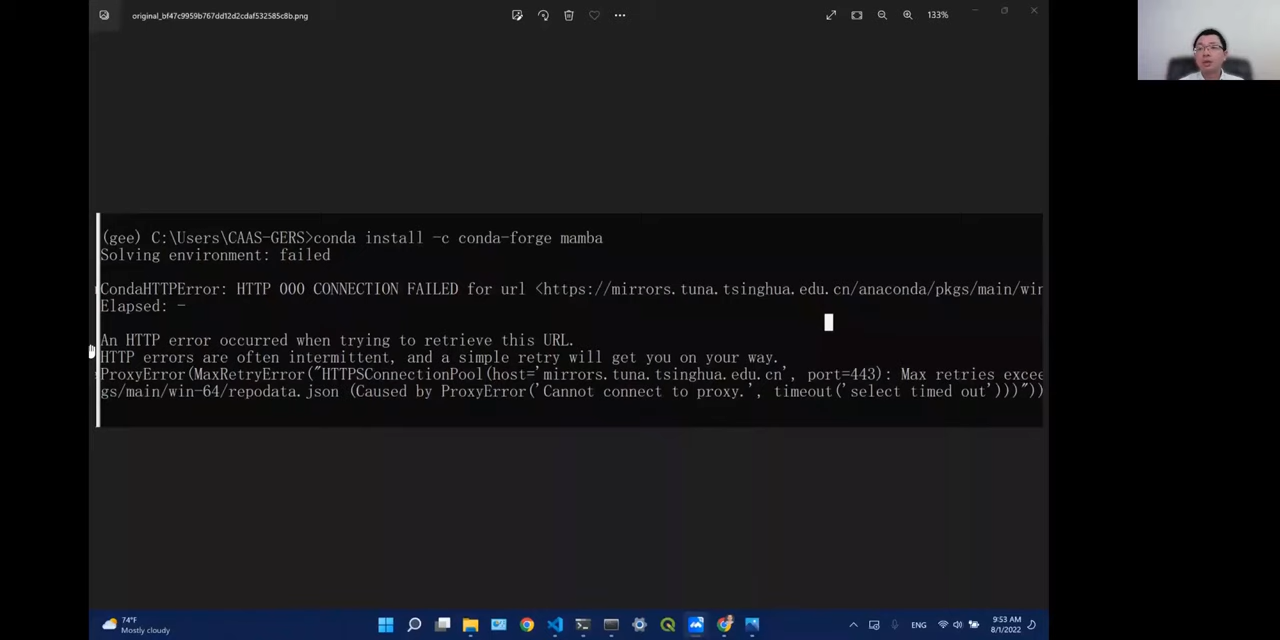 original_bf47c9959b767dd12d2cdaf532585c8b.png
133%
(gee) C:\Users\CAAS-GERS>conda install -c conda-forge mamba
Solving environment: failed
CondaHTTPError: HTTP 000 CONNECTION FAILED for url <https://mirrors.tuna.tsinghua.edu.cn/anaconda/pkgs/main/win
Elapsed: -
An HTTP error occurred when trying to retrieve this URL.
HTTP errors are often intermittent, and a simple retry will get you on your way.
ProxyError(MaxRetryError("HTTPSConnectionPool(host='mirrors.tuna.tsinghua.edu.cn', port=443): Max retries excee
gs/main/win-64/repodata.json (Caused by ProxyError('Cannot connect to proxy.', timeout('select timed out')))"))
74°F
Mostly cloudy
ENG
9:53 AM
8/1/2022